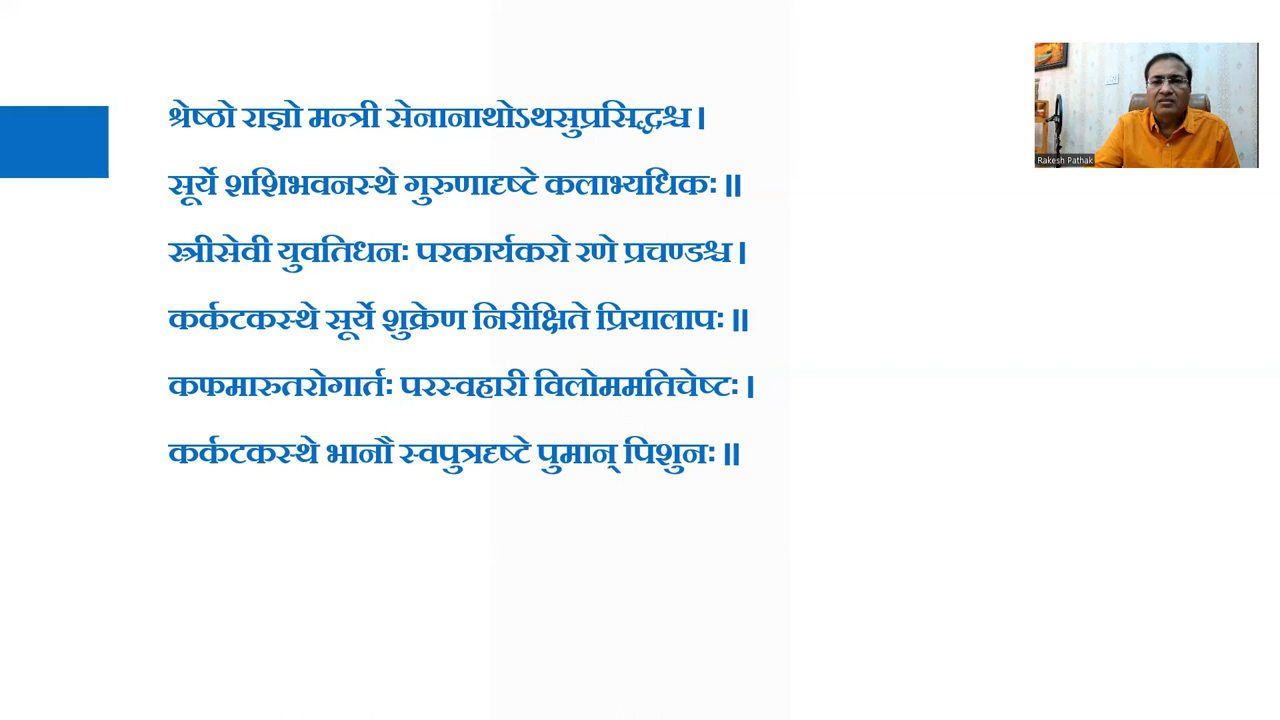 श्रेष्ठो राज्ञो मन्त्री सेनानाथोऽथसुप्रसिद्धश्च ।
सूर्ये शशिभवनस्थे गुरुणादृष्टे कलाभ्यधिकः ॥
स्त्रीसेवी युवतिधनः परकार्यकरो रणे प्रचण्डश्च ।
कर्कटकस्थे सूर्ये शुक्रेण निरीक्षिते प्रियालापः ॥
कफमारुतरोगार्तः परस्वहारी विलोममतिचेष्टः ।
कर्कटकस्थे भानौ स्वपुत्रदृष्टे पुमान् पिशुनः ॥
Rakesh Pathak